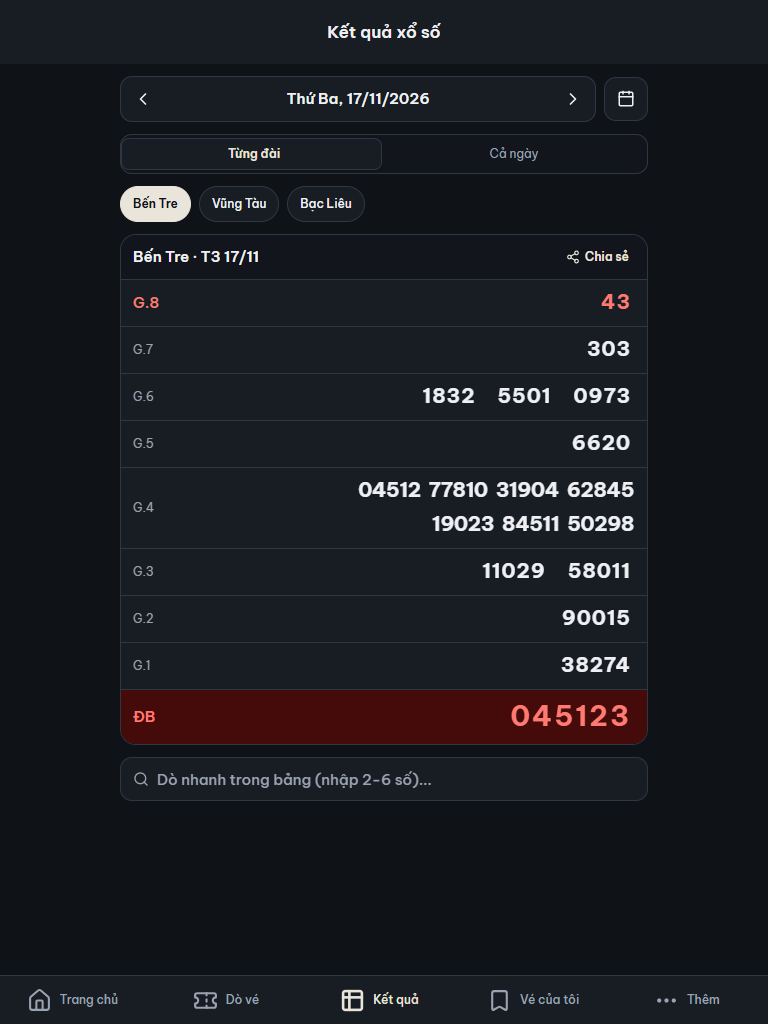 Kết quả xổ số
Thứ Ba, 17/11/2026
Từng đài Cả ngày
Bến Tre Vũng Tàu Bạc Liêu
Bến Tre · T3 17/11 Chia sẻ
G.8 43
G.7 303
G.6 1832 5501 0973
G.5 6620
G.4 04512 77810 31904 62845
19023 84511 50298
G.3 11029 58011
G.2 90015
G.1 38274
ĐB 045123
Dò nhanh trong bảng (nhập 2-6 số)...
Trang chủ Dò vé Kết quả Vé của tôi Thêm